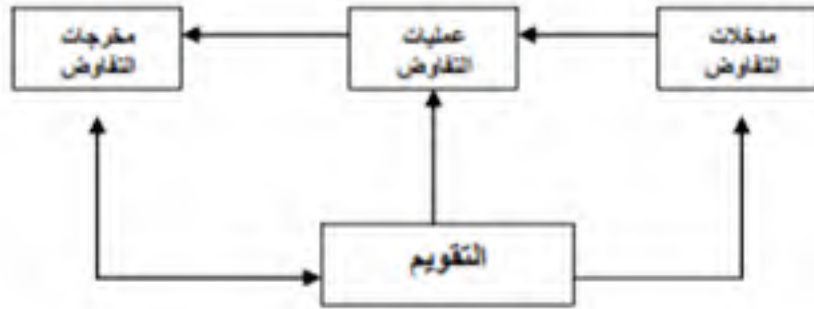 مدخلات
التفاوض
عمليات
التفاوض
مخرجات
التفاوض
التقويم